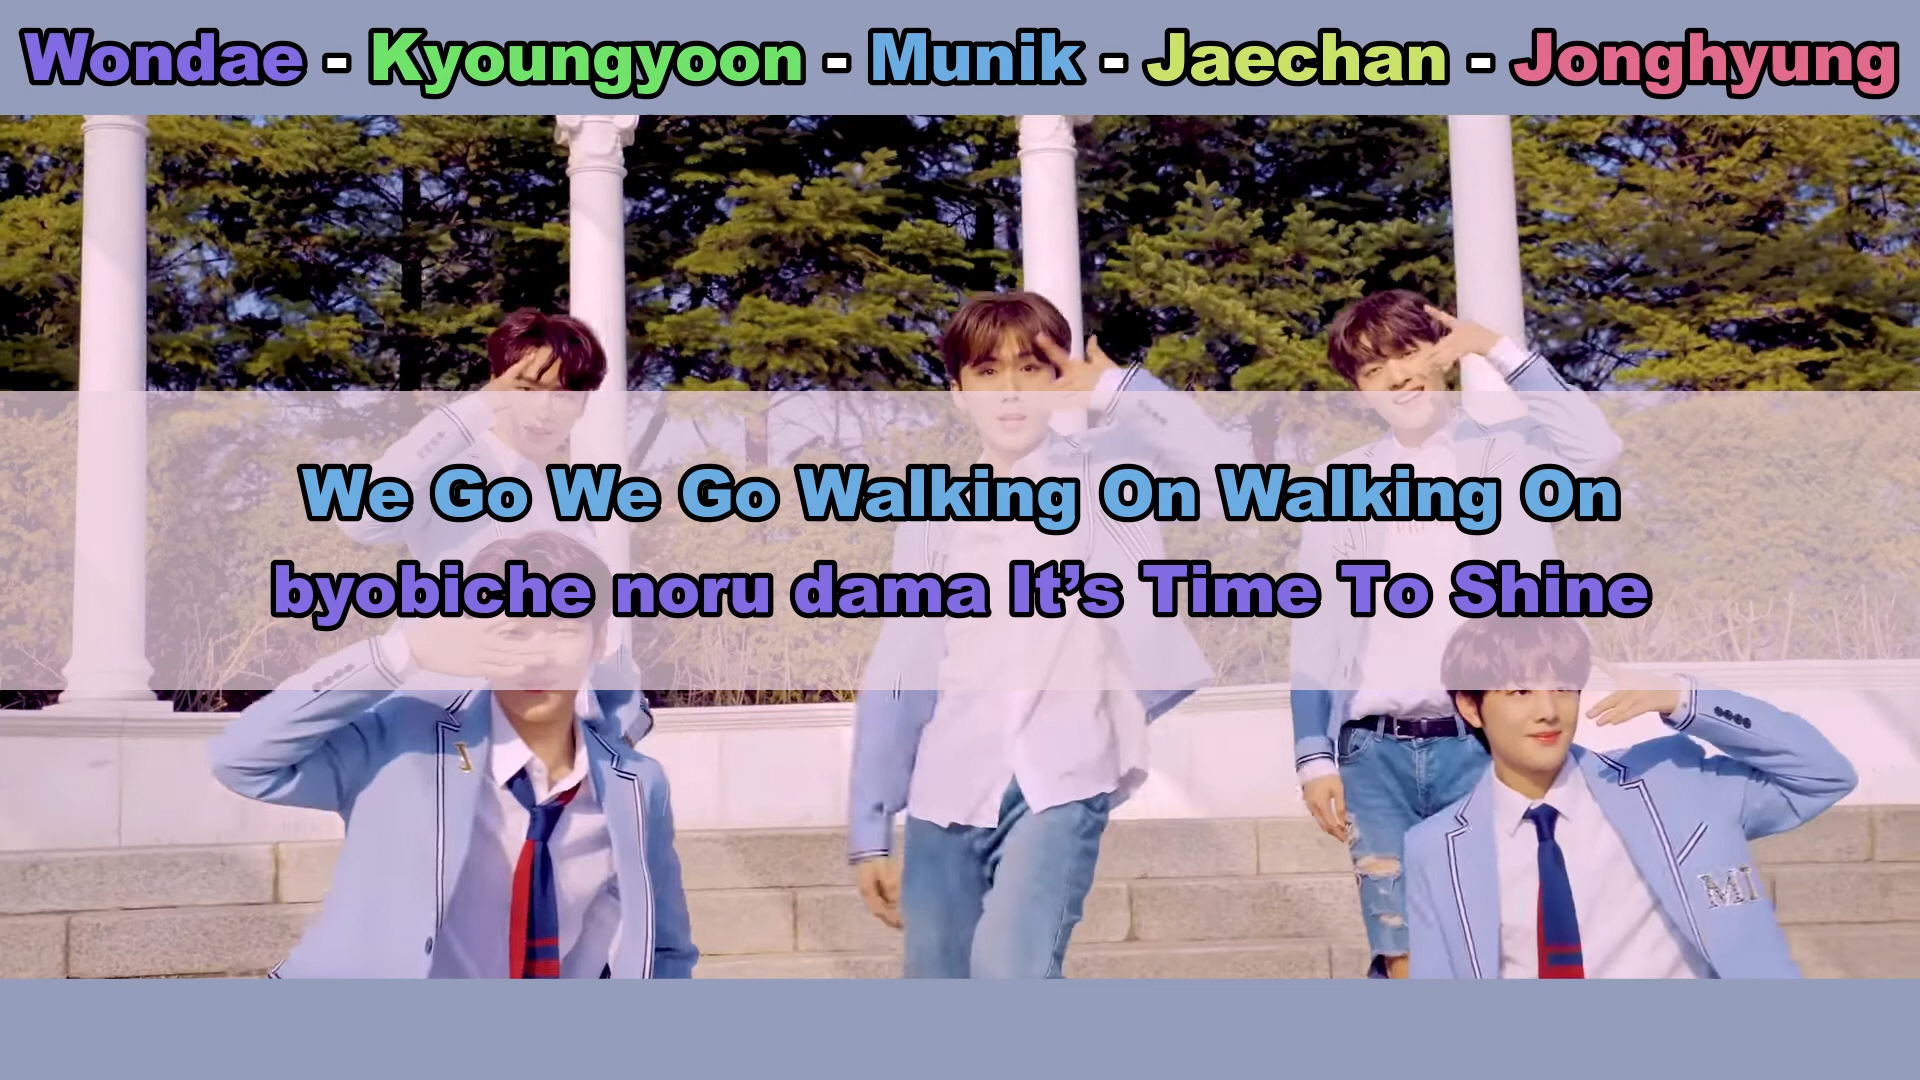 Wondae - Kyoungyoon - Munik - Jaechan - Jonghyung
We Go We Go Walking On Walking On
byobiche noru dama It’s Time To Shine
MI